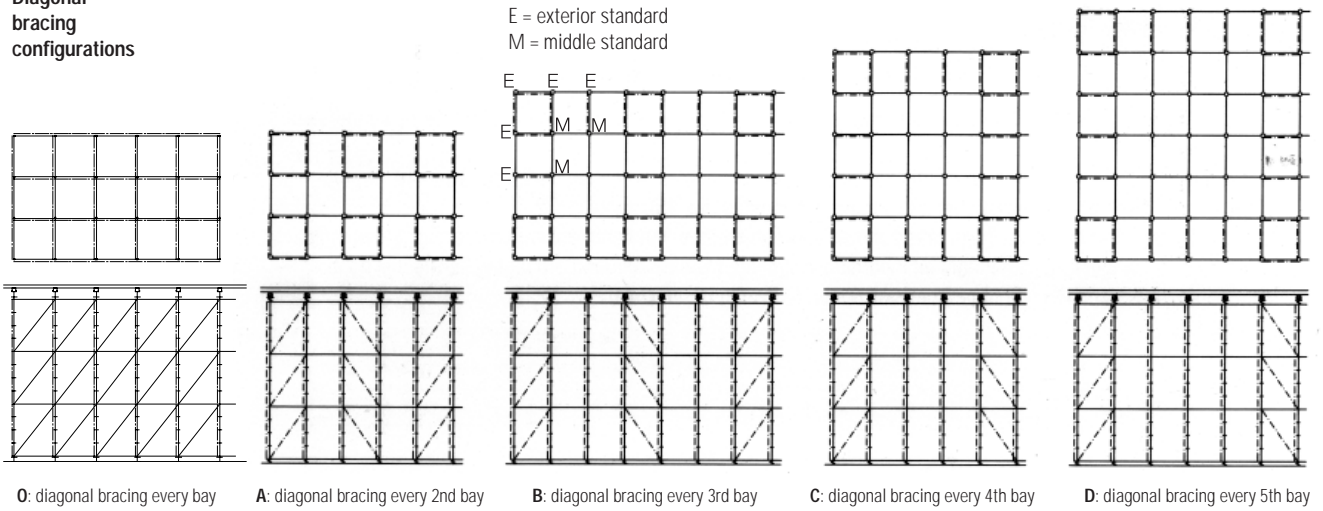 Diagonal
bracing
configurations
E = exterior standard
M = middle standard
E E E
E M M
E M
O: diagonal bracing every bay
A: diagonal bracing every 2nd bay
B: diagonal bracing every 3rd bay
C: diagonal bracing every 4th bay
D: diagonal bracing every 5th bay